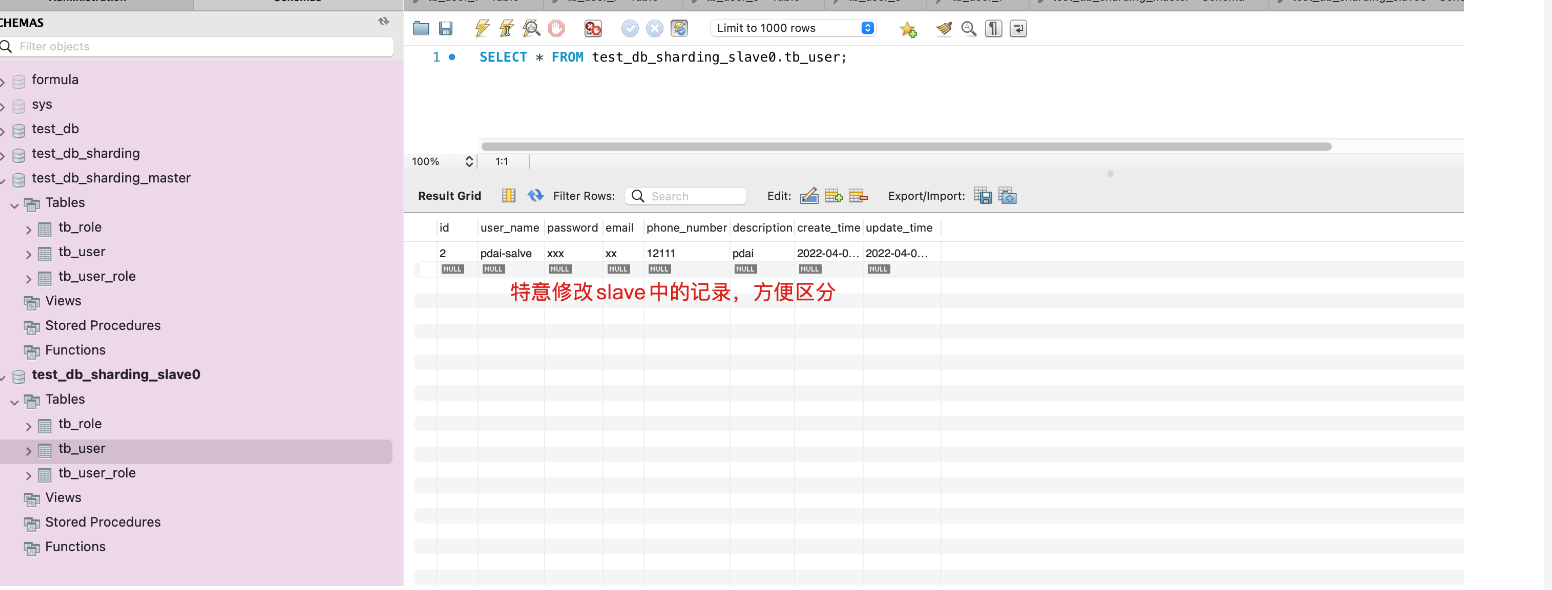 Administration
Schemas
CHEMAS
Filter objects
formula
sys
test_db
test_db_sharding
test_db_sharding_master
Tables
tb_role
tb_user
tb_user_role
Views
Stored Procedures
Functions
test_db_sharding_slave0
Tables
tb_role
tb_user
tb_user_role
Views
Stored Procedures
Functions
Limit to 1000 rows
1 SELECT * FROM test_db_sharding_slave0.tb_user;
100% 1:1
Result Grid Filter Rows: Search Edit: Export/Import:
id user_name password email phone_number description create_time update_time
2 pdai-salve xxx xx 12111 pdai 2022-04-0... 2022-04-0...
NULL NULL NULL NULL NULL NULL NULL NULL
特意修改slave中的记录，方便区分